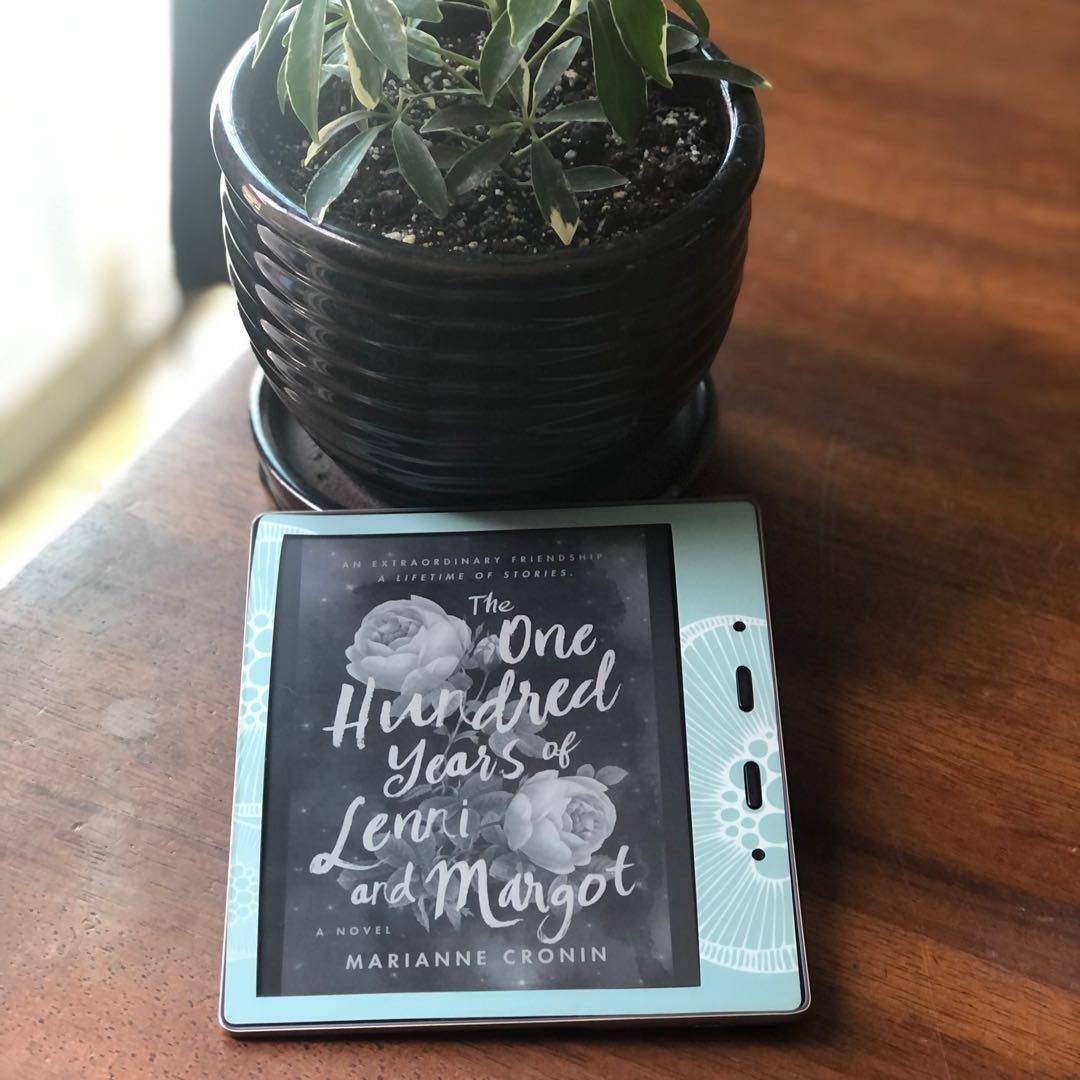 AN EXTRAORDINARY FRIENDSHIP.
A LIFETIME OF STORIES.
The
One
Hundred
Years of
Lenni
and Margot
A NOVEL
MARIANNE CRONIN